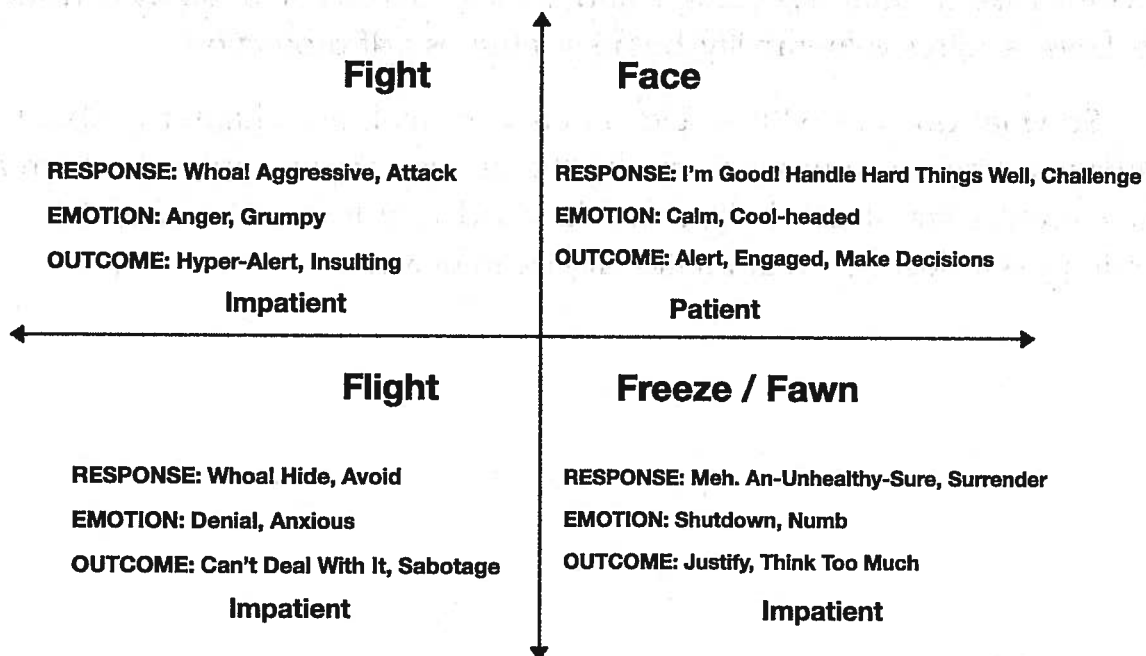 Fight
RESPONSE: Whoa! Aggressive, Attack
EMOTION: Anger, Grumpy
OUTCOME: Hyper-Alert, Insulting
Impatient
Face
RESPONSE: I'm Good! Handle Hard Things Well, Challenge
EMOTION: Calm, Cool-headed
OUTCOME: Alert, Engaged, Make Decisions
Patient
Flight
RESPONSE: Whoa! Hide, Avoid
EMOTION: Denial, Anxious
OUTCOME: Can't Deal With It, Sabotage
Impatient
Freeze / Fawn
RESPONSE: Meh. An-Unhealthy-Sure, Surrender
EMOTION: Shutdown, Numb
OUTCOME: Justify, Think Too Much
Impatient